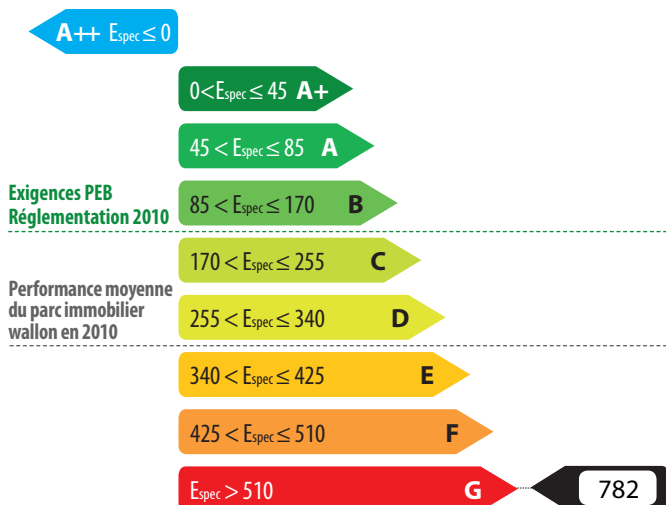 A++ Espec ≤ 0
0<Espec ≤ 45 A+
45 < Espec ≤ 85 A
Exigences PEB
Réglementation 2010
85 < Espec ≤ 170 B
170 < Espec ≤ 255 C
Performance moyenne
du parc immobilier
wallon en 2010
255 < Espec ≤ 340 D
340 < Espec ≤ 425 E
425 < Espec ≤ 510 F
Espec > 510 G
782